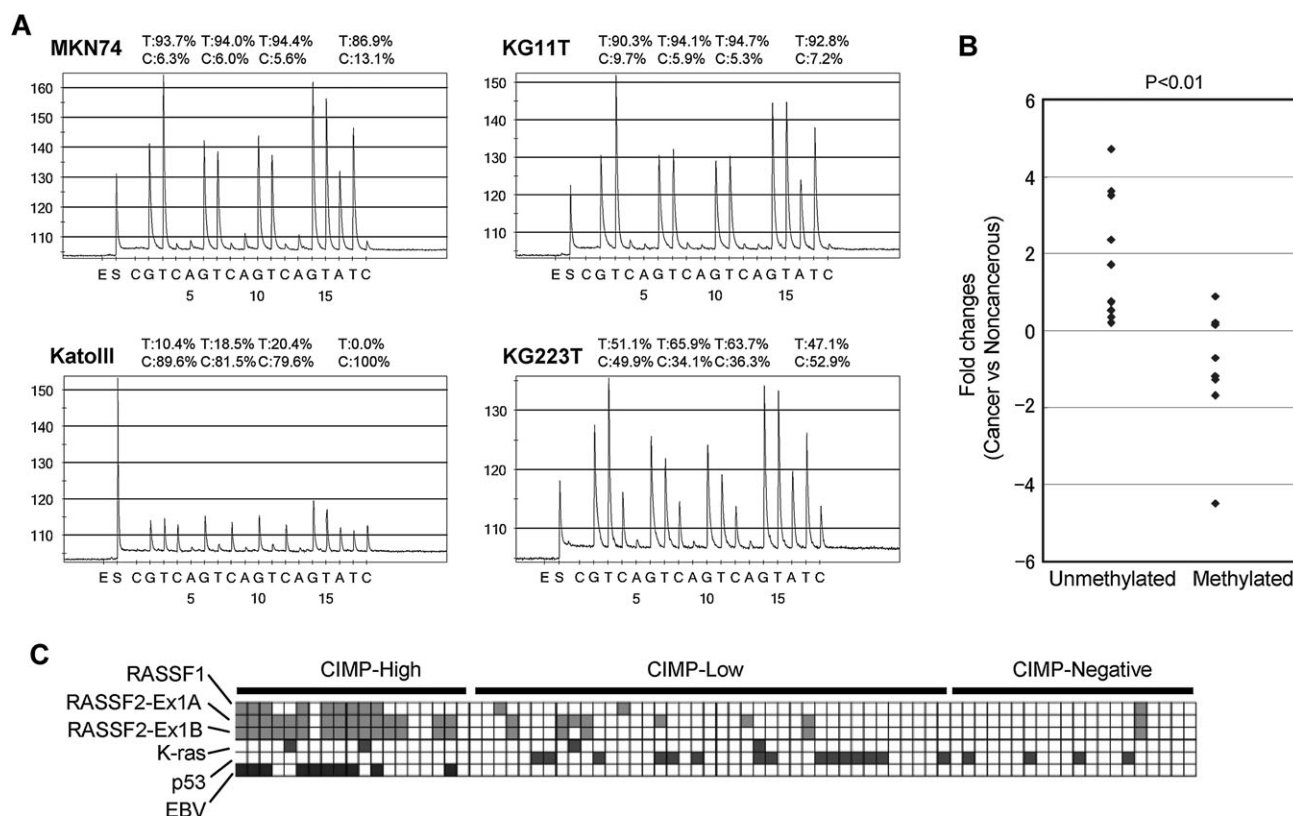 A
MKN74
T:93.7% T:94.0% T:94.4% T:86.9%
C:6.3% C:6.0% C:5.6% C:13.1%
160
150
140
130
120
110
E S C G T C A G T C A G T C A G T A T C
5 10 15
KG11T
T:90.3% T:94.1% T:94.7% T:92.8%
C:9.7% C:5.9% C:5.3% C:7.2%
150
140
130
120
110
E S C G T C A G T C A G T C A G T A T C
5 10 15
KatoIII
T:10.4% T:18.5% T:20.4% T:0.0%
C:89.6% C:81.5% C:79.6% C:100%
150
140
130
120
110
E S C G T C A G T C A G T C A G T A T C
5 10 15
KG223T
T:51.1% T:65.9% T:63.7% T:47.1%
C:49.9% C:34.1% C:36.3% C:52.9%
130
120
110
E S C G T C A G T C A G T C A G T A T C
5 10 15
B
P<0.01
Fold changes
(Cancer vs Noncancerous)
6
4
2
0
−2
−4
−6
Unmethylated Methylated
C
CIMP-High CIMP-Low CIMP-Negative
RASSF1
RASSF2-Ex1A
RASSF2-Ex1B
K-ras
p53
EBV